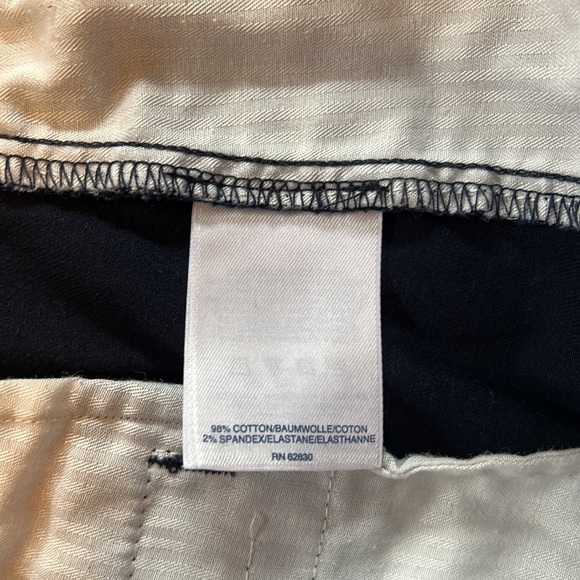 98% COTTON/BAUMWOLLE/COTON
2% SPANDEX/ELASTANE/ELASTHANNE
RN 62830